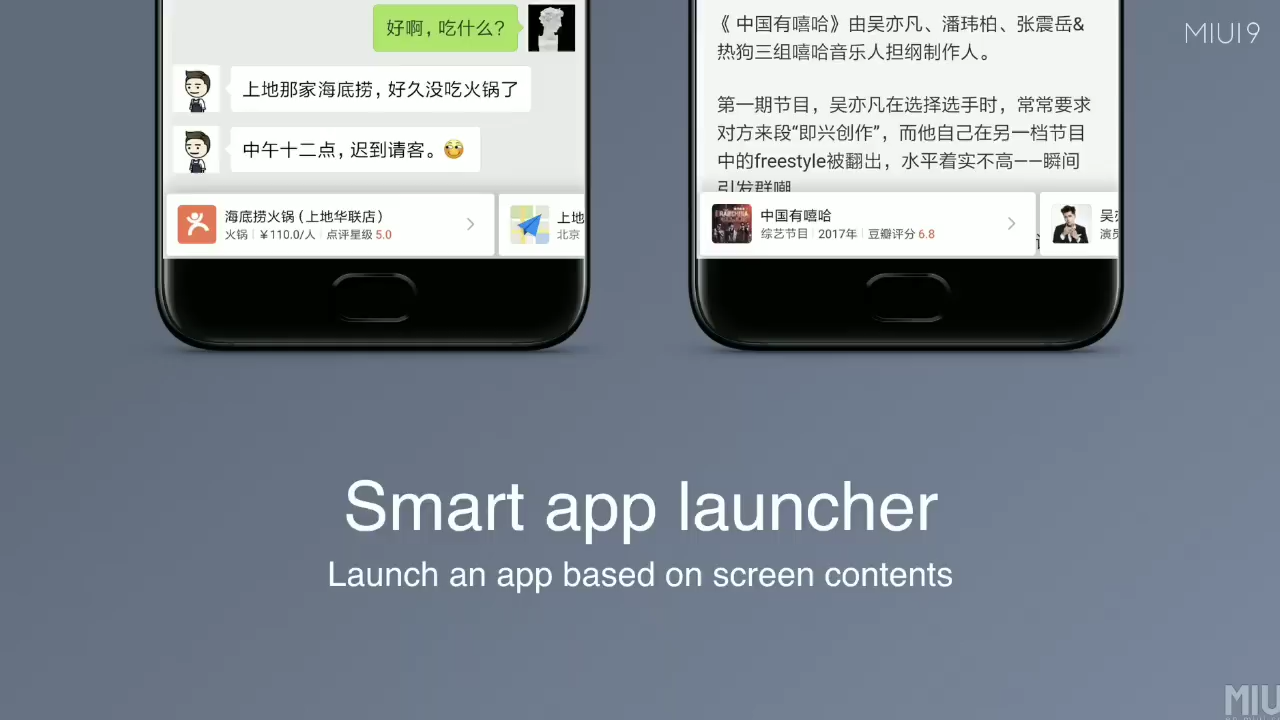 MIUI 9
好啊，吃什么？
上地那家海底捞，好久没吃火锅了
中午十二点，迟到请客。
海底捞火锅（上地华联店）
火锅 | ￥110.0/人 | 点评星级 5.0
上地
北京
《 中国有嘻哈》由吴亦凡、潘玮柏、张震岳&
热狗三组嘻哈音乐人担纲制作人。
第一期节目，吴亦凡在选择选手时，常常要求
对方来段“即兴创作”，而他自己在另一档节目
中的freestyle被翻出，水平着实不高——瞬间
引发群嘲
中国有嘻哈
综艺节目 | 2017年 | 豆瓣评分 6.8
Smart app launcher
Launch an app based on screen contents
MIU